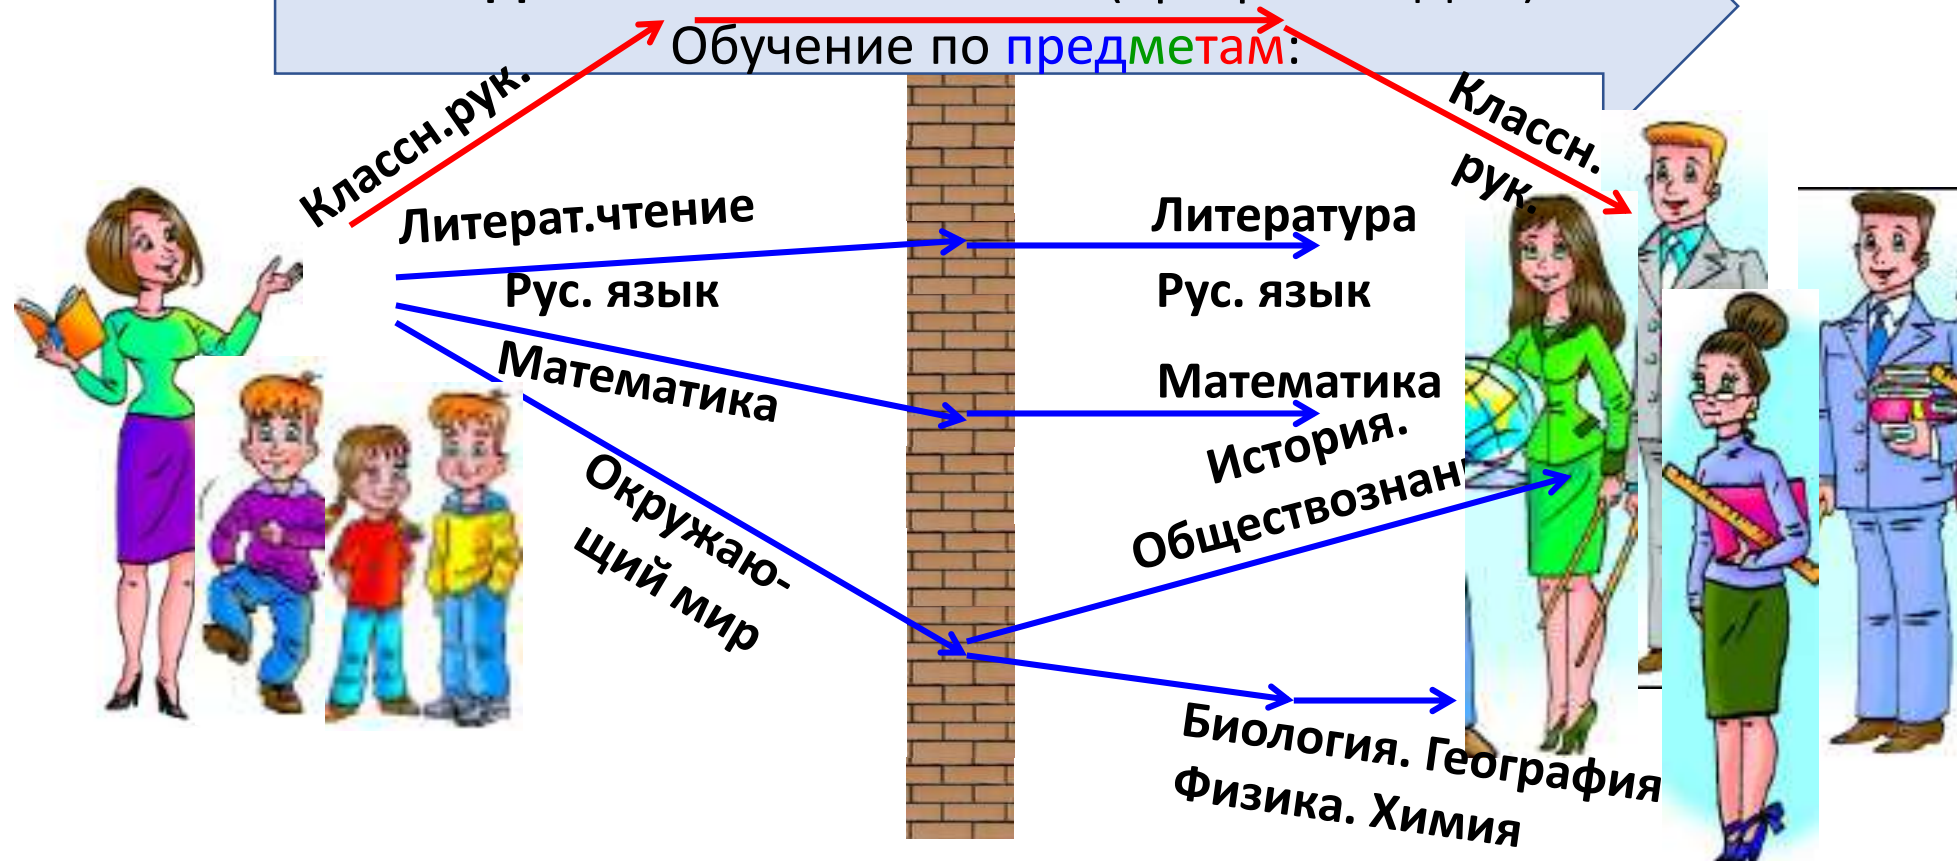 Обучение по предметам:
Классн.рук.
Классн.
рук.
Литерат.чтение
Литература
Рус. язык
Рус. язык
Математика
Математика
История.
Окружаю-
щий мир
Биология. География
Физика. Химия